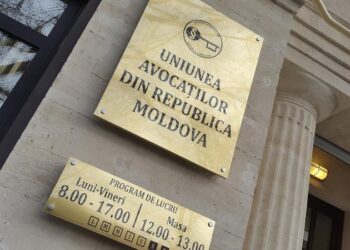 UNIUNEA
AVOCAȚILOR
DIN REPUBLICA
MOLDOVA
PROGRAM DE LUCRU
Luni-Vineri Masa
8.00-17.00 12.00-13.00